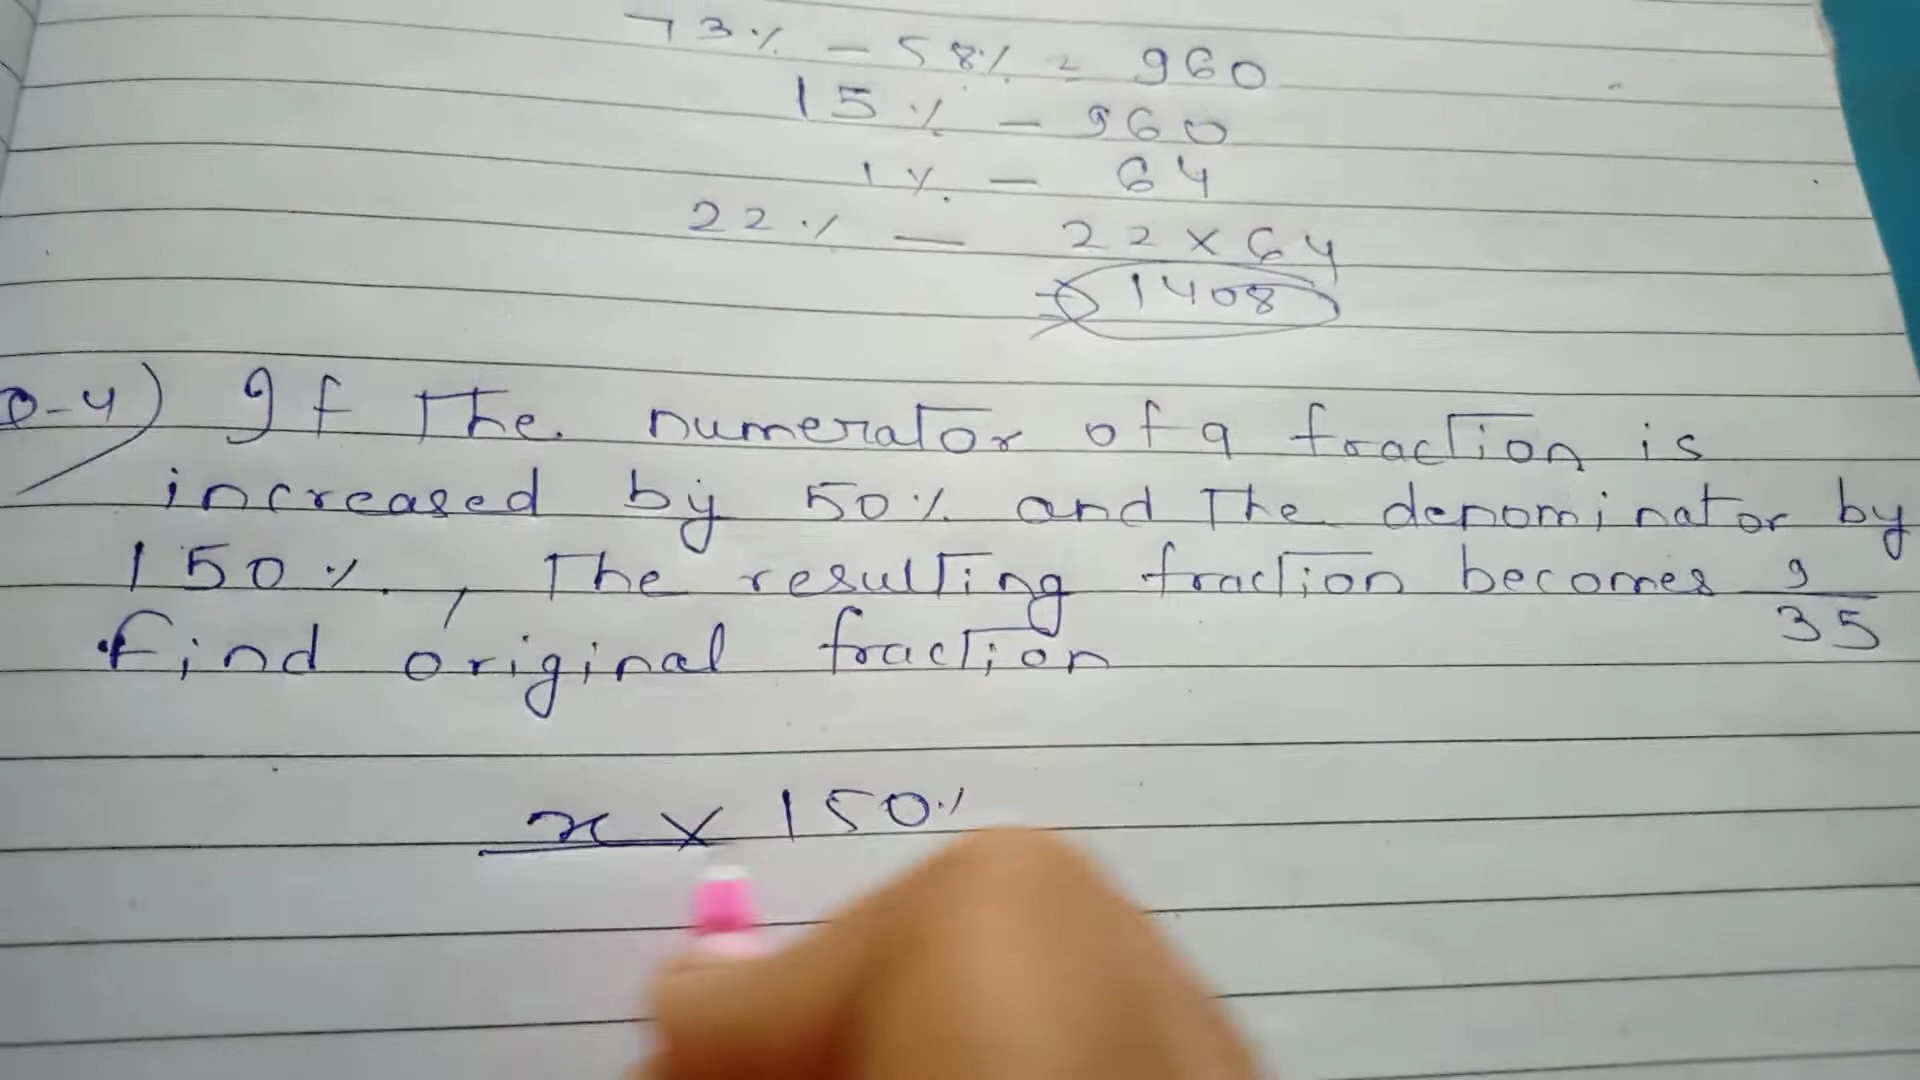 73% - 58% = 960
15% - 960
1% - 64
22% - 22 x 64
→ 1408
Q-4) If The numerator of a fraction is
increased by 50% and The denominator by
150%, The resulting fraction becomes 9/35
find original fraction
x × 150%